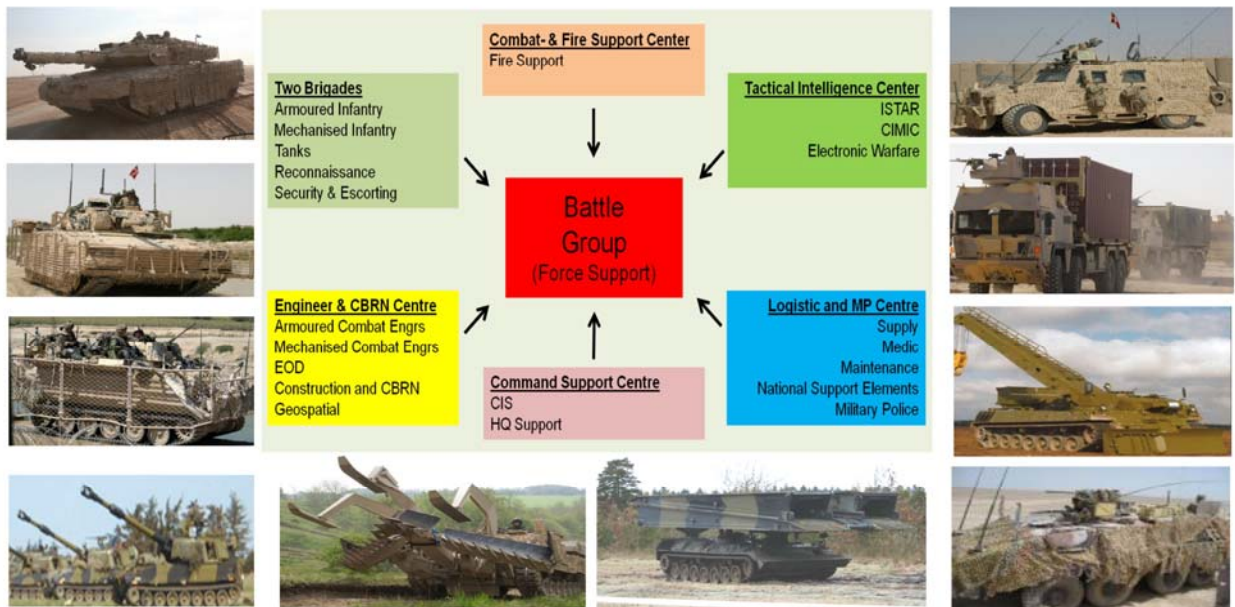 Combat- & Fire Support Center
Fire Support
Two Brigades
Armoured Infantry
Mechanised Infantry
Tanks
Reconnaissance
Security & Escorting
Tactical Intelligence Center
ISTAR
CIMIC
Electronic Warfare
Battle
Group
(Force Support)
Engineer & CBRN Centre
Armoured Combat Engrs
Mechanised Combat Engrs
EOD
Construction and CBRN
Geospatial
Command Support Centre
CIS
HQ Support
Logistic and MP Centre
Supply
Medic
Maintenance
National Support Elements
Military Police